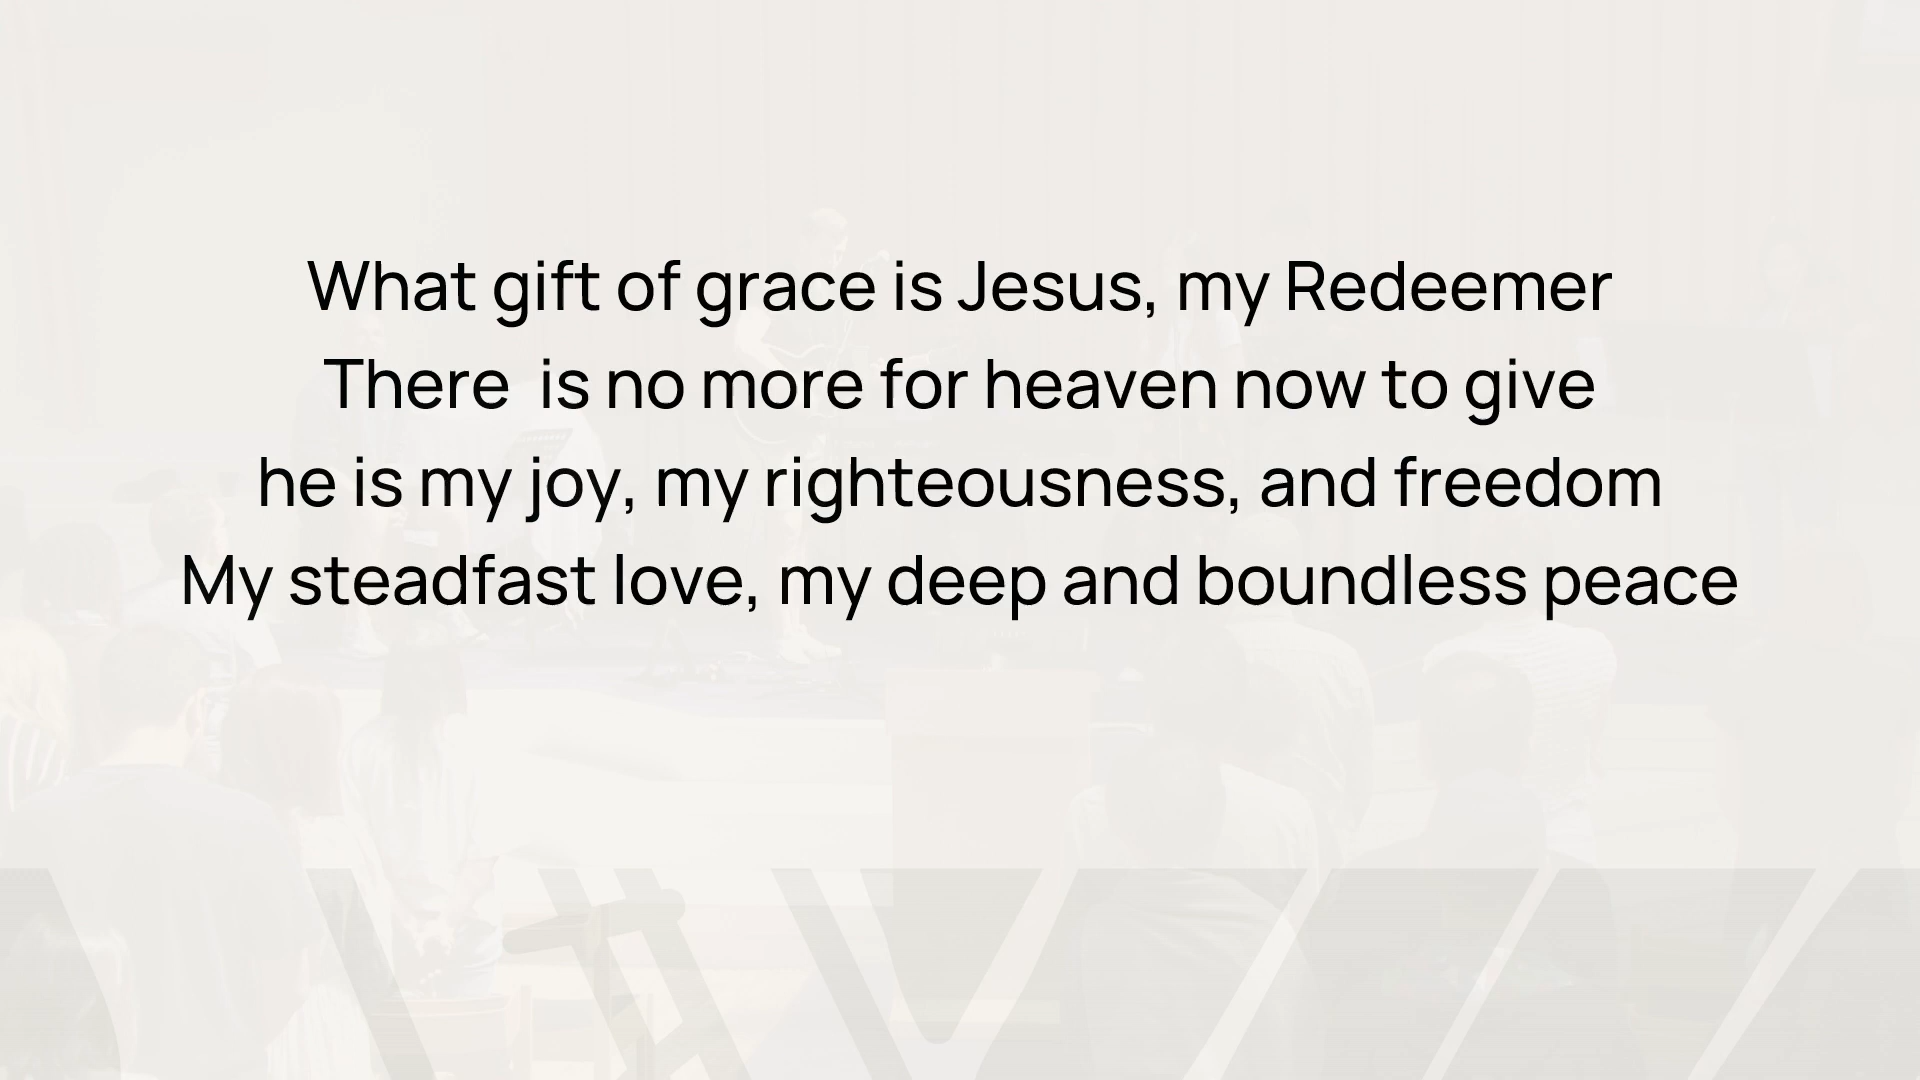 What gift of grace is Jesus, my Redeemer
There  is no more for heaven now to give
he is my joy, my righteousness, and freedom
My steadfast love, my deep and boundless peace